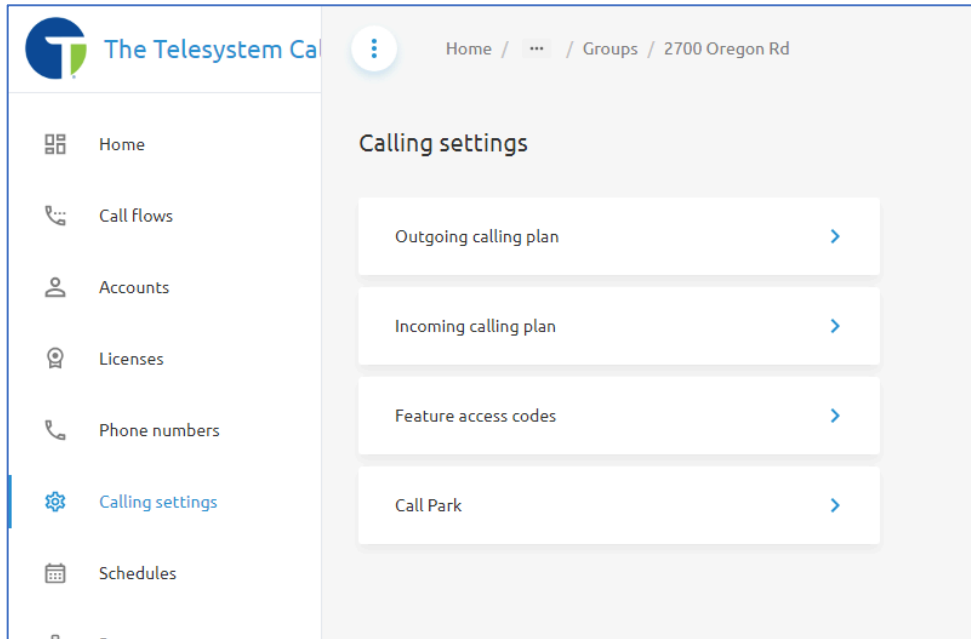 The Telesystem Cal
Home / ··· / Groups / 2700 Oregon Rd
Home
Call flows
Accounts
Licenses
Phone numbers
Calling settings
Schedules
Calling settings
Outgoing calling plan
Incoming calling plan
Feature access codes
Call Park